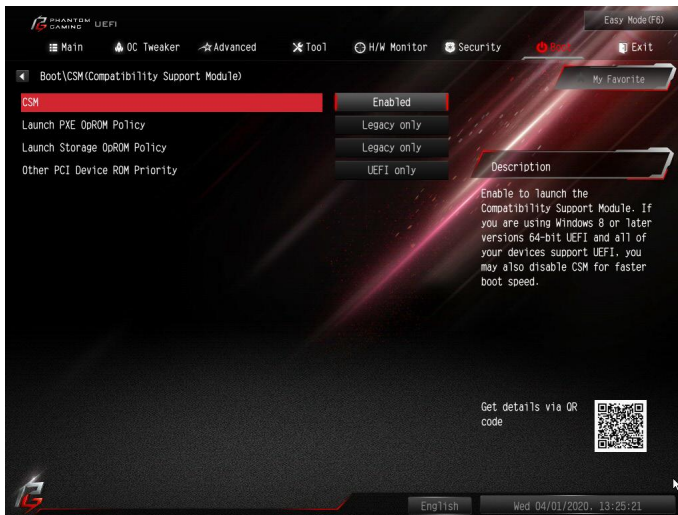 PHANTOM GAMING UEFI
Easy Mode(F6)
Main OC Tweaker Advanced Tool H/W Monitor Security Boot Exit
Boot\CSM(Compatibility Support Module)
My Favorite
CSM Enabled
Launch PXE OpROM Policy Legacy only
Launch Storage OpROM Policy Legacy only
Other PCI Device ROM Priority UEFI only
Description
Enable to launch the
Compatibility Support Module. If
you are using Windows 8 or later
versions 64-bit UEFI and all of
your devices support UEFI, you
may also disable CSM for faster
boot speed.
Get details via QR
code
English
Wed 04/01/2020. 13:25:21